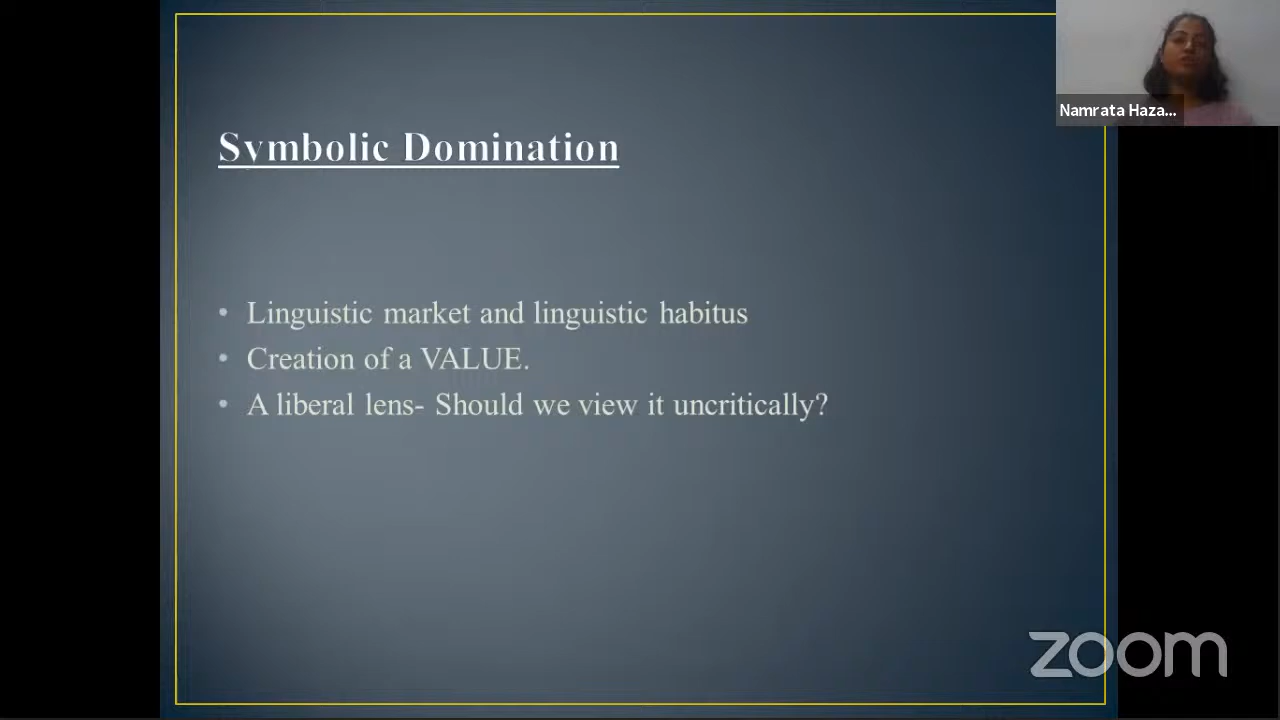 Symbolic Domination
Namrata Haza...
• Linguistic market and linguistic habitus
• Creation of a VALUE.
• A liberal lens- Should we view it uncritically?
zoom